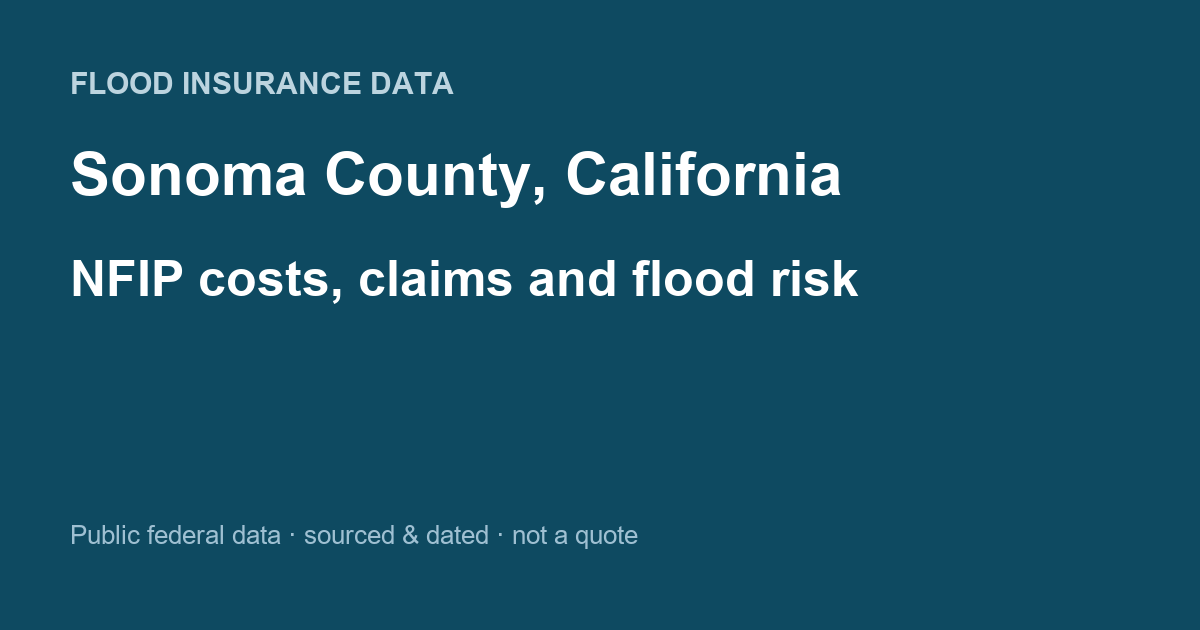 FLOOD INSURANCE DATA
Sonoma County, California
NFIP costs, claims and flood risk
Public federal data · sourced & dated · not a quote